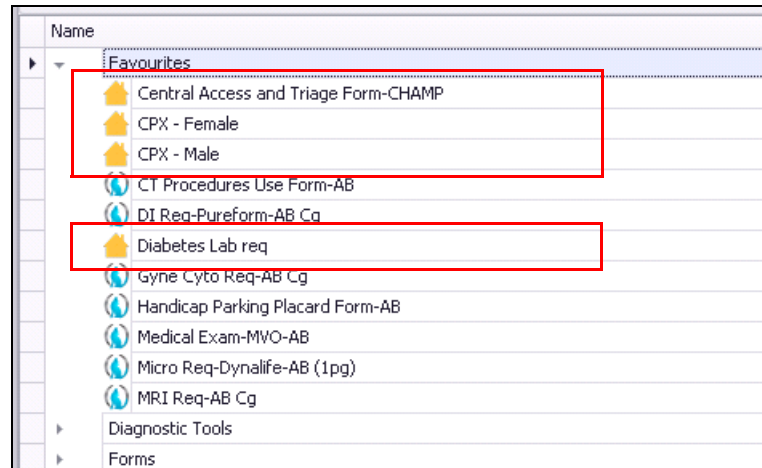 Name
Favourites
Central Access and Triage Form-CHAMP
CPX - Female
CPX - Male
CT Procedures Use Form-AB
DI Req-Pureform-AB Cg
Diabetes Lab req
Gyne Cyto Req-AB Cg
Handicap Parking Placard Form-AB
Medical Exam-MVO-AB
Micro Req-Dynalife-AB (1pg)
MRI Req-AB Cg
Diagnostic Tools
Forms